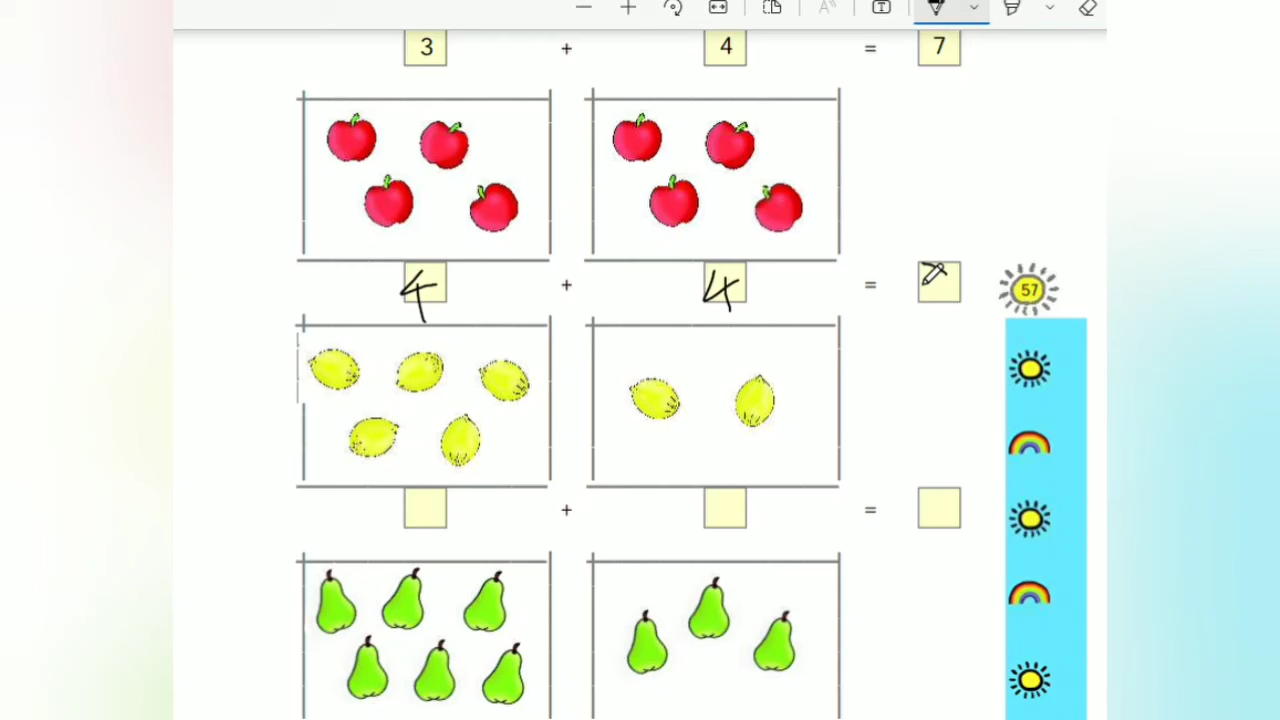 3 + 4 = 7
4 + 4 =
57
+ =